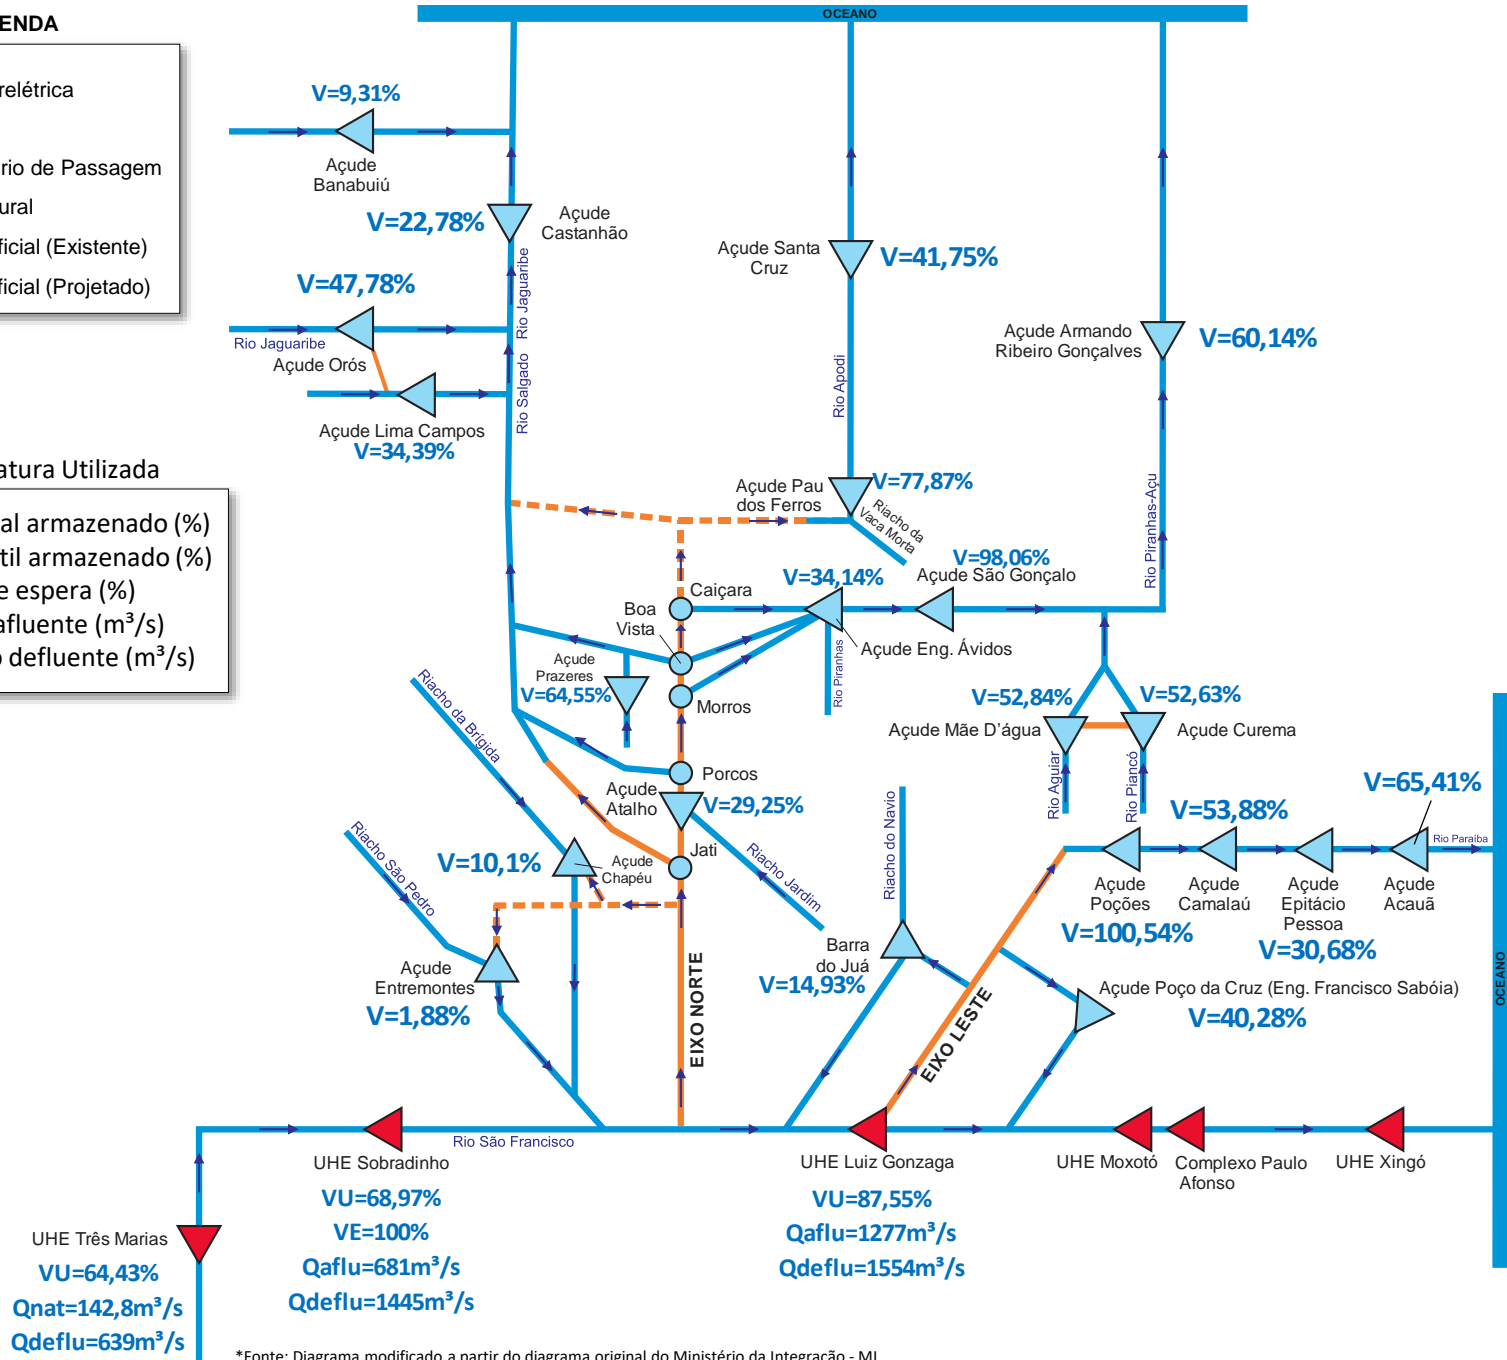 OCEANO
ENDA
relétrica
rio de Passagem
ural
ficial (Existente)
ficial (Projetado)
V=9,31%
Açude
Banabuiú
V=22,78%
Açude
Castanhão
V=47,78%
Rio Jaguaribe
Rio Jaguaribe
Açude Orós
Rio Salgado
Açude Lima Campos
V=34,39%
Açude Santa
Cruz
V=41,75%
Rio Apodi
Açude Armando
Ribeiro Gonçalves
V=60,14%
Rio Piranhas-Açu
atura Utilizada
al armazenado (%)
til armazenado (%)
e espera (%)
afluente (m³/s)
o defluente (m³/s)
Açude Pau
dos Ferros
V=77,87%
Riacho da
Vaca Morta
V=98,06%
Açude São Gonçalo
V=34,14%
Caiçara
Boa
Vista
Açude Eng. Ávidos
Rio Piranhas
Açude
Prazeres
V=64,55%
Morros
Riacho da Brígida
V=52,84%
V=52,63%
Açude Mãe D'água
Açude Curema
Rio Aguiar
Rio Piancó
Porcos
Açude
Atalho
V=29,25%
Riacho Jardim
Jati
V=10,1%
Açude
Chapéu
Riacho São Pedro
Riacho do Navio
V=65,41%
V=53,88%
Rio Paraíba
Açude
Poções
V=100,54%
Açude
Camalaú
Açude
Epitácio
Pessoa
V=30,68%
Açude
Acauã
Açude
Entremontes
V=1,88%
EIXO NORTE
Barra
do Juá
V=14,93%
EIXO LESTE
Açude Poço da Cruz (Eng. Francisco Sabóia)
V=40,28%
OCEANO
Rio São Francisco
UHE Sobradinho
VU=68,97%
VE=100%
Qaflu=681m³/s
Qdeflu=1445m³/s
UHE Luiz Gonzaga
VU=87,55%
Qaflu=1277m³/s
Qdeflu=1554m³/s
UHE Moxotó
Complexo Paulo
Afonso
UHE Xingó
UHE Três Marias
VU=64,43%
Qnat=142,8m³/s
Qdeflu=639m³/s
*Fonte: Diagrama modificado a partir do diagrama original do Ministério da Integração - MI